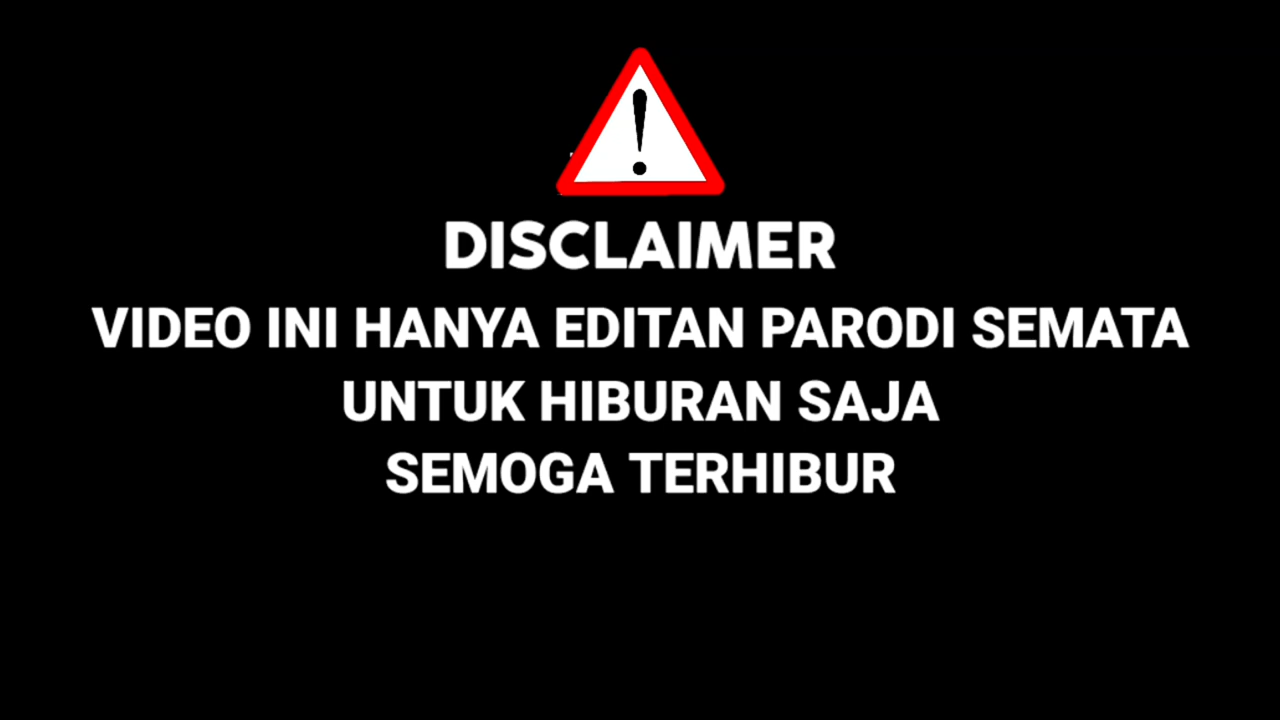 DISCLAIMER
VIDEO INI HANYA EDITAN PARODI SEMATA
UNTUK HIBURAN SAJA
SEMOGA TERHIBUR